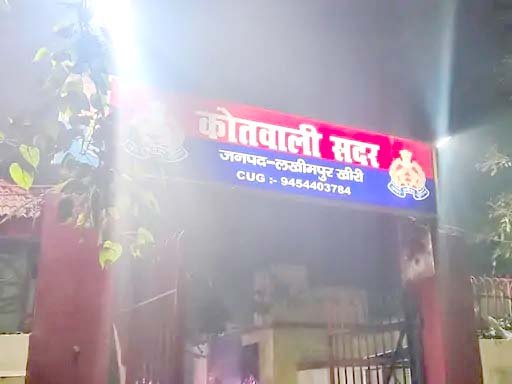 कोतवाली सदर
जनपद-लखीमपुर खीरी
CUG :- 9454403784